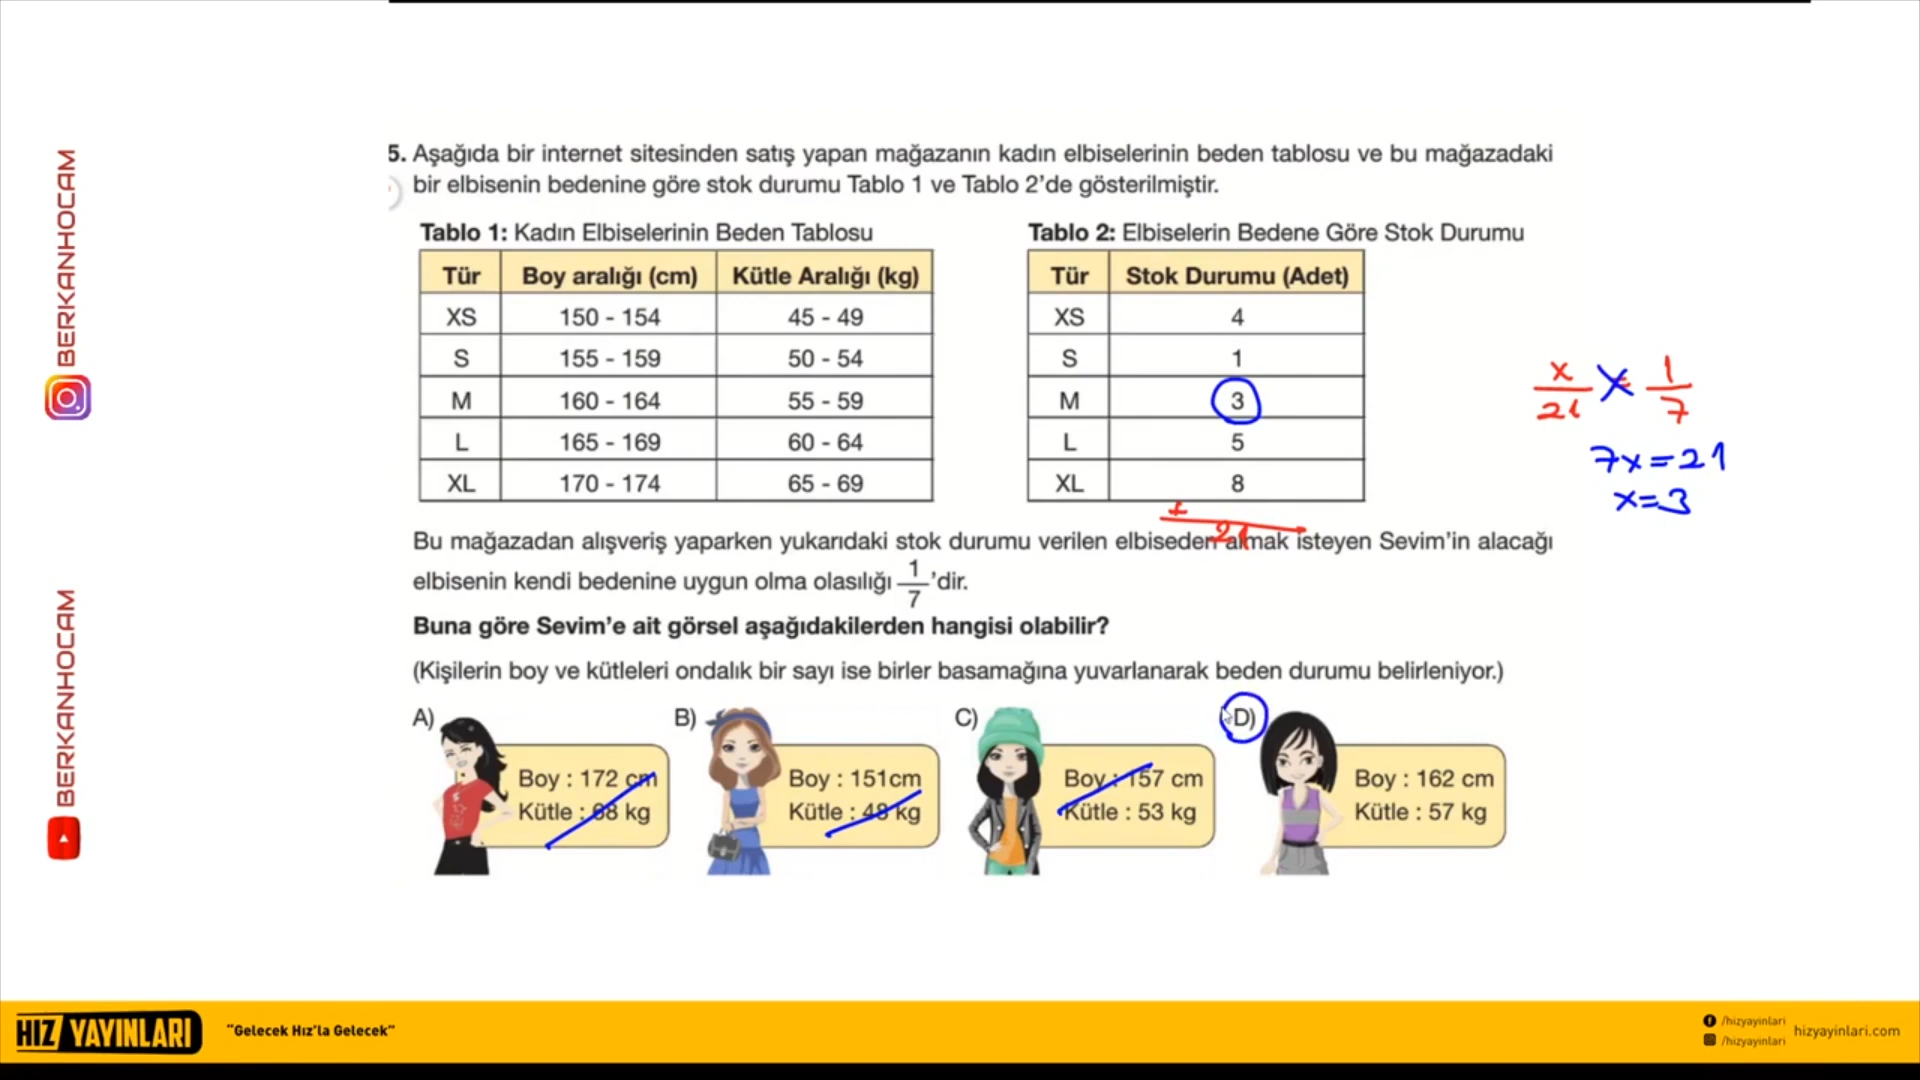 BERKANHOCAM
BERKANHOCAM
5. Aşağıda bir internet sitesinden satış yapan mağazanın kadın elbiselerinin beden tablosu ve bu mağazadaki
bir elbisenin bedenine göre stok durumu Tablo 1 ve Tablo 2'de gösterilmiştir.
Tablo 1: Kadın Elbiselerinin Beden Tablosu
Tür Boy aralığı (cm) Kütle Aralığı (kg)
XS 150 - 154 45 - 49
S 155 - 159 50 - 54
M 160 - 164 55 - 59
L 165 - 169 60 - 64
XL 170 - 174 65 - 69
Tablo 2: Elbiselerin Bedene Göre Stok Durumu
Tür Stok Durumu (Adet)
XS 4
S 1
M 3
L 5
XL 8
+
21
x/21 = 1/7
7x=21
x=3
Bu mağazadan alışveriş yaparken yukarıdaki stok durumu verilen elbiseden almak isteyen Sevim'in alacağı
elbisenin kendi bedenine uygun olma olasılığı 1/7'dir.
Buna göre Sevim'e ait görsel aşağıdakilerden hangisi olabilir?
(Kişilerin boy ve kütleleri ondalık bir sayı ise birler basamağına yuvarlanarak beden durumu belirleniyor.)
A)
Boy : 172 cm
Kütle : 68 kg
B)
Boy : 151cm
Kütle : 48 kg
C)
Boy : 157 cm
Kütle : 53 kg
D)
Boy : 162 cm
Kütle : 57 kg
HIZ YAYINLARI
"Gelecek Hız'la Gelecek"
/hizyayinlari
/hizyayinlari
hizyayinlari.com